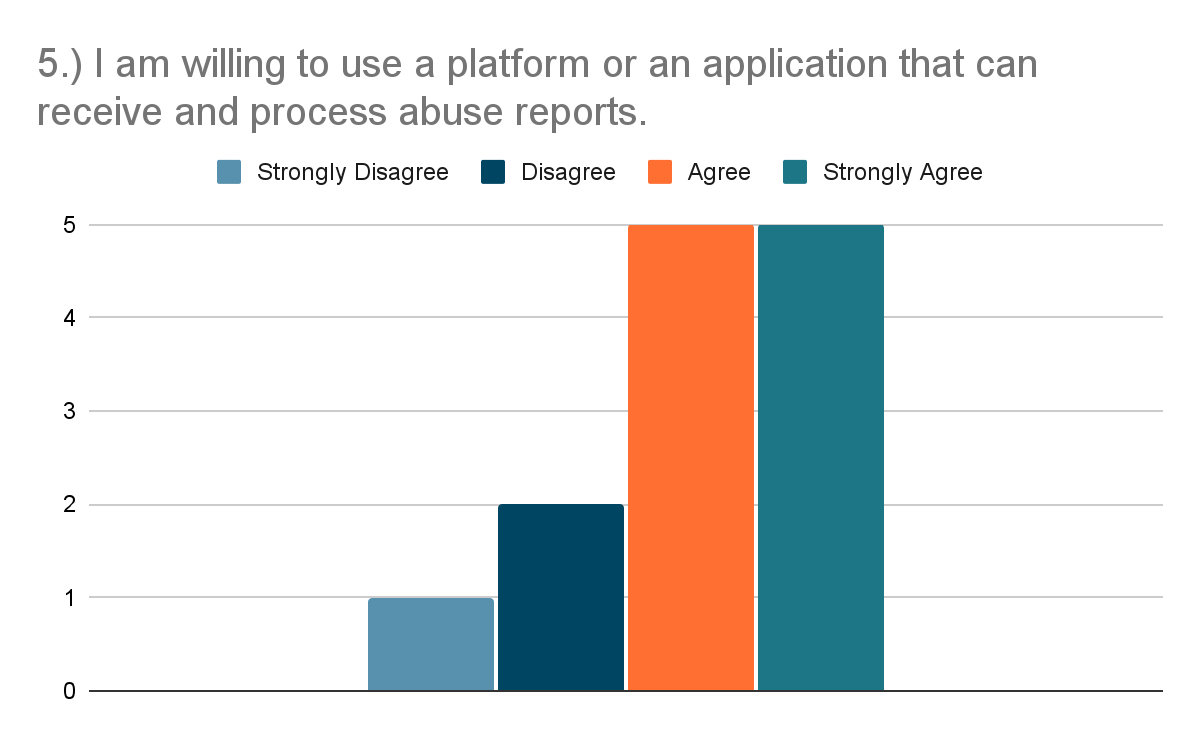 5.) I am willing to use a platform or an application that can
receive and process abuse reports.
Strongly Disagree Disagree Agree Strongly Agree
5
4
3
2
1
0